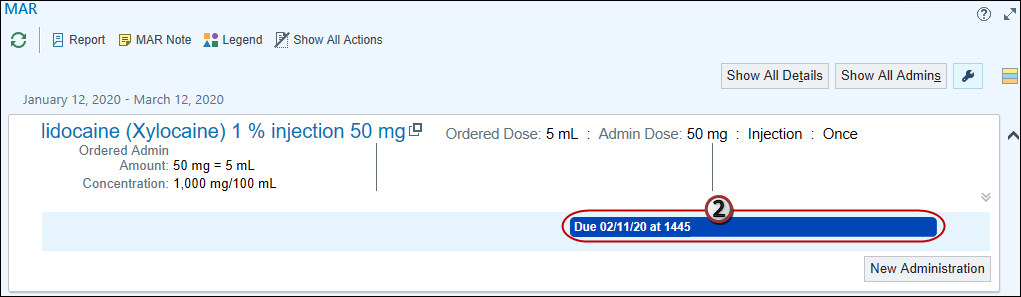 MAR
Report MAR Note Legend Show All Actions
Show All Details Show All Admins
January 12, 2020 - March 12, 2020
lidocaine (Xylocaine) 1 % injection 50 mg Ordered Dose: 5 mL : Admin Dose: 50 mg : Injection : Once
Ordered Admin
Amount: 50 mg = 5 mL
Concentration: 1,000 mg/100 mL
2
Due 02/11/20 at 1445
New Administration